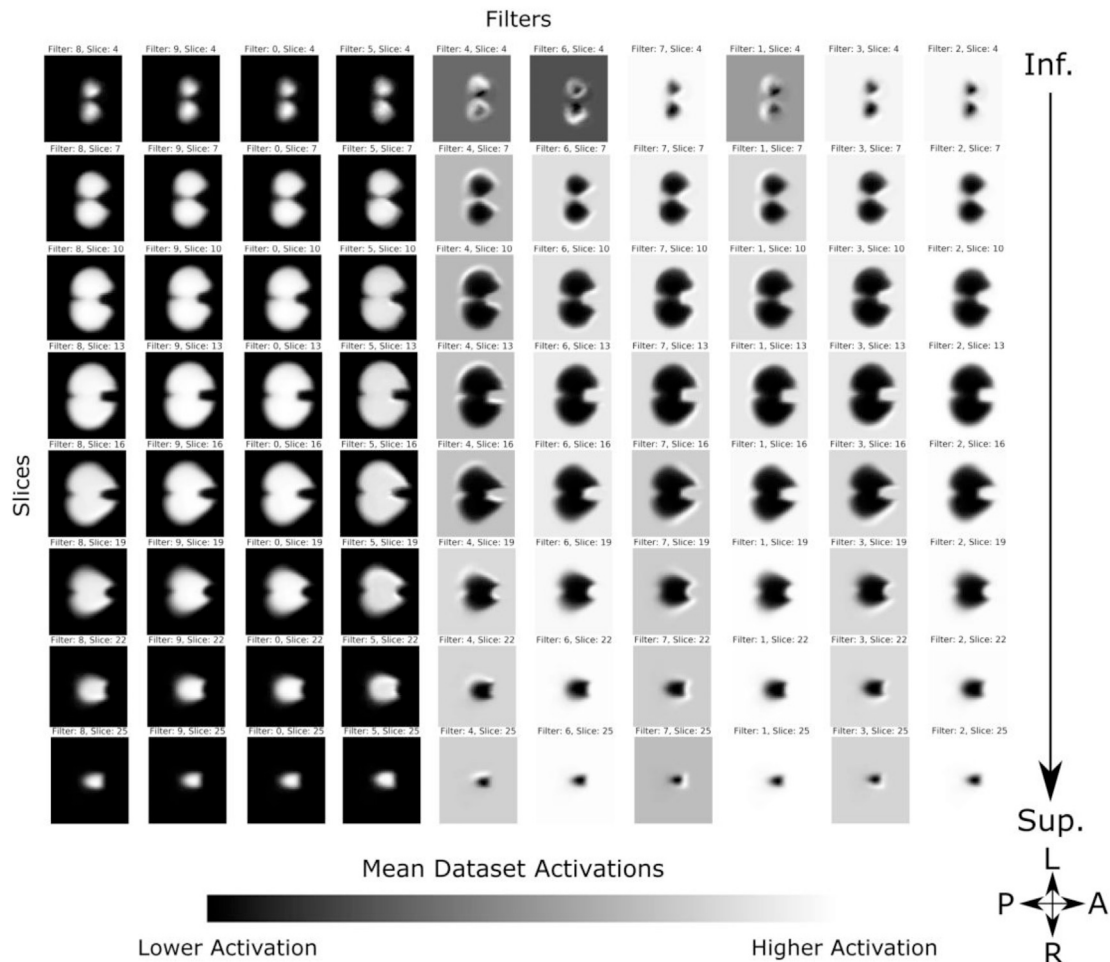 Filters
Filter: 8, Slice: 4 Filter: 9, Slice: 4 Filter: 0, Slice: 4 Filter: 5, Slice: 4 Filter: 4, Slice: 4 Filter: 6, Slice: 4 Filter: 7, Slice: 4 Filter: 1, Slice: 4 Filter: 3, Slice: 4 Filter: 2, Slice: 4
Inf.
Filter: 8, Slice: 7 Filter: 9, Slice: 7 Filter: 0, Slice: 7 Filter: 5, Slice: 7 Filter: 4, Slice: 7 Filter: 6, Slice: 7 Filter: 7, Slice: 7 Filter: 1, Slice: 7 Filter: 3, Slice: 7 Filter: 2, Slice: 7
Filter: 8, Slice: 10 Filter: 9, Slice: 10 Filter: 0, Slice: 10 Filter: 5, Slice: 10 Filter: 4, Slice: 10 Filter: 6, Slice: 10 Filter: 7, Slice: 10 Filter: 1, Slice: 10 Filter: 3, Slice: 10 Filter: 2, Slice: 10
Filter: 8, Slice: 13 Filter: 9, Slice: 13 Filter: 0, Slice: 13 Filter: 5, Slice: 13 Filter: 4, Slice: 13 Filter: 6, Slice: 13 Filter: 7, Slice: 13 Filter: 1, Slice: 13 Filter: 3, Slice: 13 Filter: 2, Slice: 13
Filter: 8, Slice: 16 Filter: 9, Slice: 16 Filter: 0, Slice: 16 Filter: 5, Slice: 16 Filter: 4, Slice: 16 Filter: 6, Slice: 16 Filter: 7, Slice: 16 Filter: 1, Slice: 16 Filter: 3, Slice: 16 Filter: 2, Slice: 16
Slices
Filter: 8, Slice: 19 Filter: 9, Slice: 19 Filter: 0, Slice: 19 Filter: 5, Slice: 19 Filter: 4, Slice: 19 Filter: 6, Slice: 19 Filter: 7, Slice: 19 Filter: 1, Slice: 19 Filter: 3, Slice: 19 Filter: 2, Slice: 19
Filter: 8, Slice: 22 Filter: 9, Slice: 22 Filter: 0, Slice: 22 Filter: 5, Slice: 22 Filter: 4, Slice: 22 Filter: 6, Slice: 22 Filter: 7, Slice: 22 Filter: 1, Slice: 22 Filter: 3, Slice: 22 Filter: 2, Slice: 22
Filter: 8, Slice: 25 Filter: 9, Slice: 25 Filter: 0, Slice: 25 Filter: 5, Slice: 25 Filter: 4, Slice: 25 Filter: 6, Slice: 25 Filter: 7, Slice: 25 Filter: 1, Slice: 25 Filter: 3, Slice: 25 Filter: 2, Slice: 25
Sup.
Mean Dataset Activations
Lower Activation Higher Activation
L
P A
R